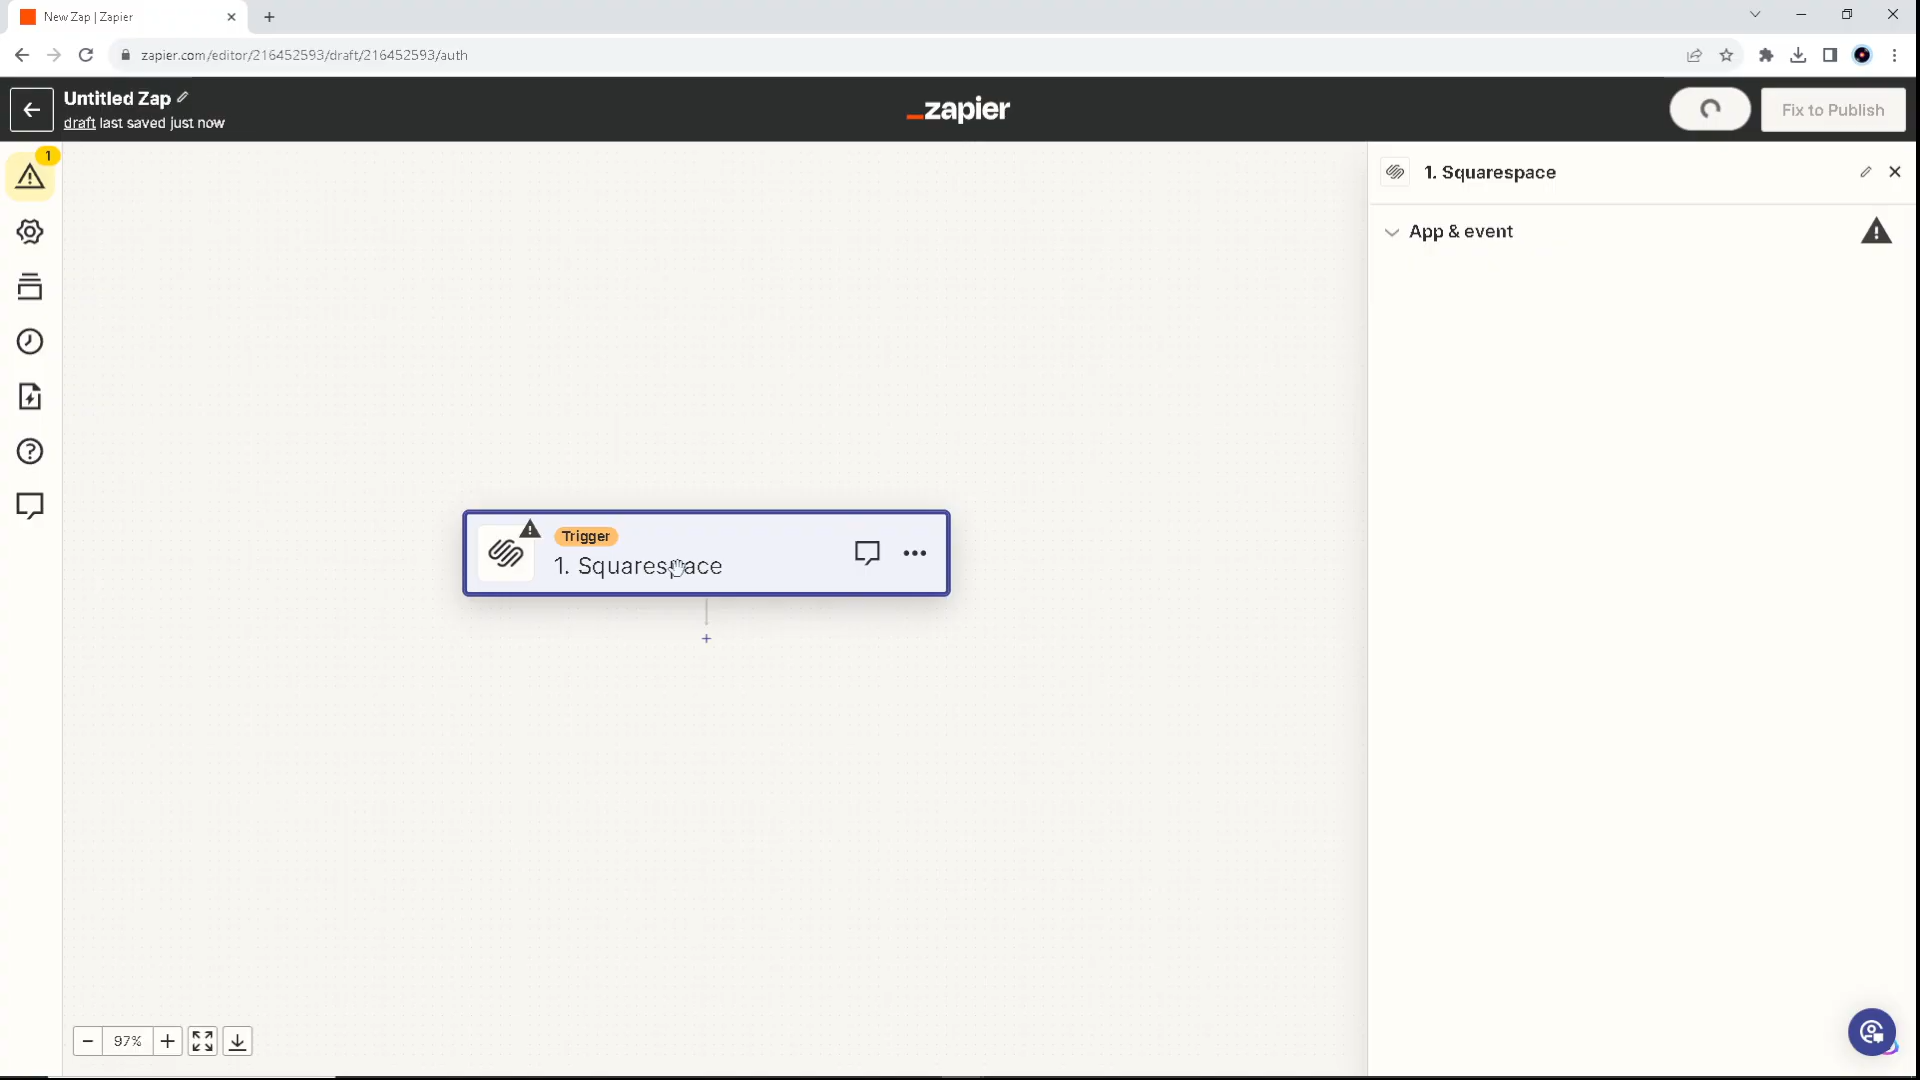 New Zap | Zapier
zapier.com/editor/216452593/draft/216452593/auth
Untitled Zap
draft last saved just now
_zapier
Fix to Publish
1
1. Squarespace
App & event
Trigger
1. Squarespace
97%